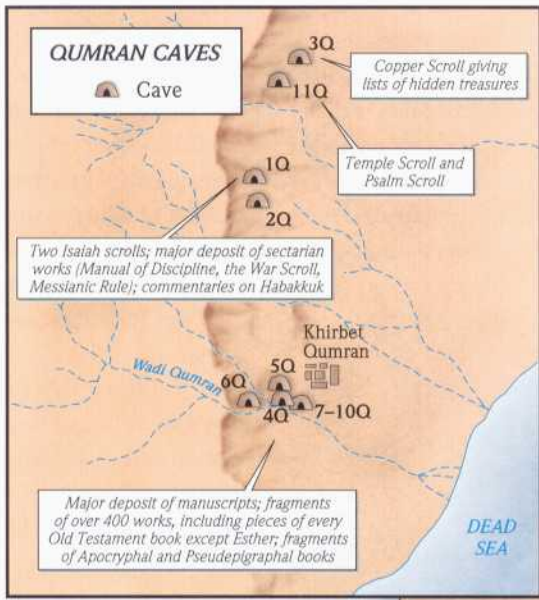 QUMRAN CAVES
Cave
3Q
Copper Scroll giving
lists of hidden treasures
11Q
Temple Scroll and
Psalm Scroll
1Q
2Q
Two Isaiah scrolls; major deposit of sectarian
works (Manual of Discipline, the War Scroll,
Messianic Rule); commentaries on Habakkuk
Khirbet
Qumran
Wadi Qumran
5Q
6Q
4Q
7–10Q
Major deposit of manuscripts; fragments
of over 400 works, including pieces of every
Old Testament book except Esther; fragments
of Apocryphal and Pseudepigraphal books
DEAD
SEA